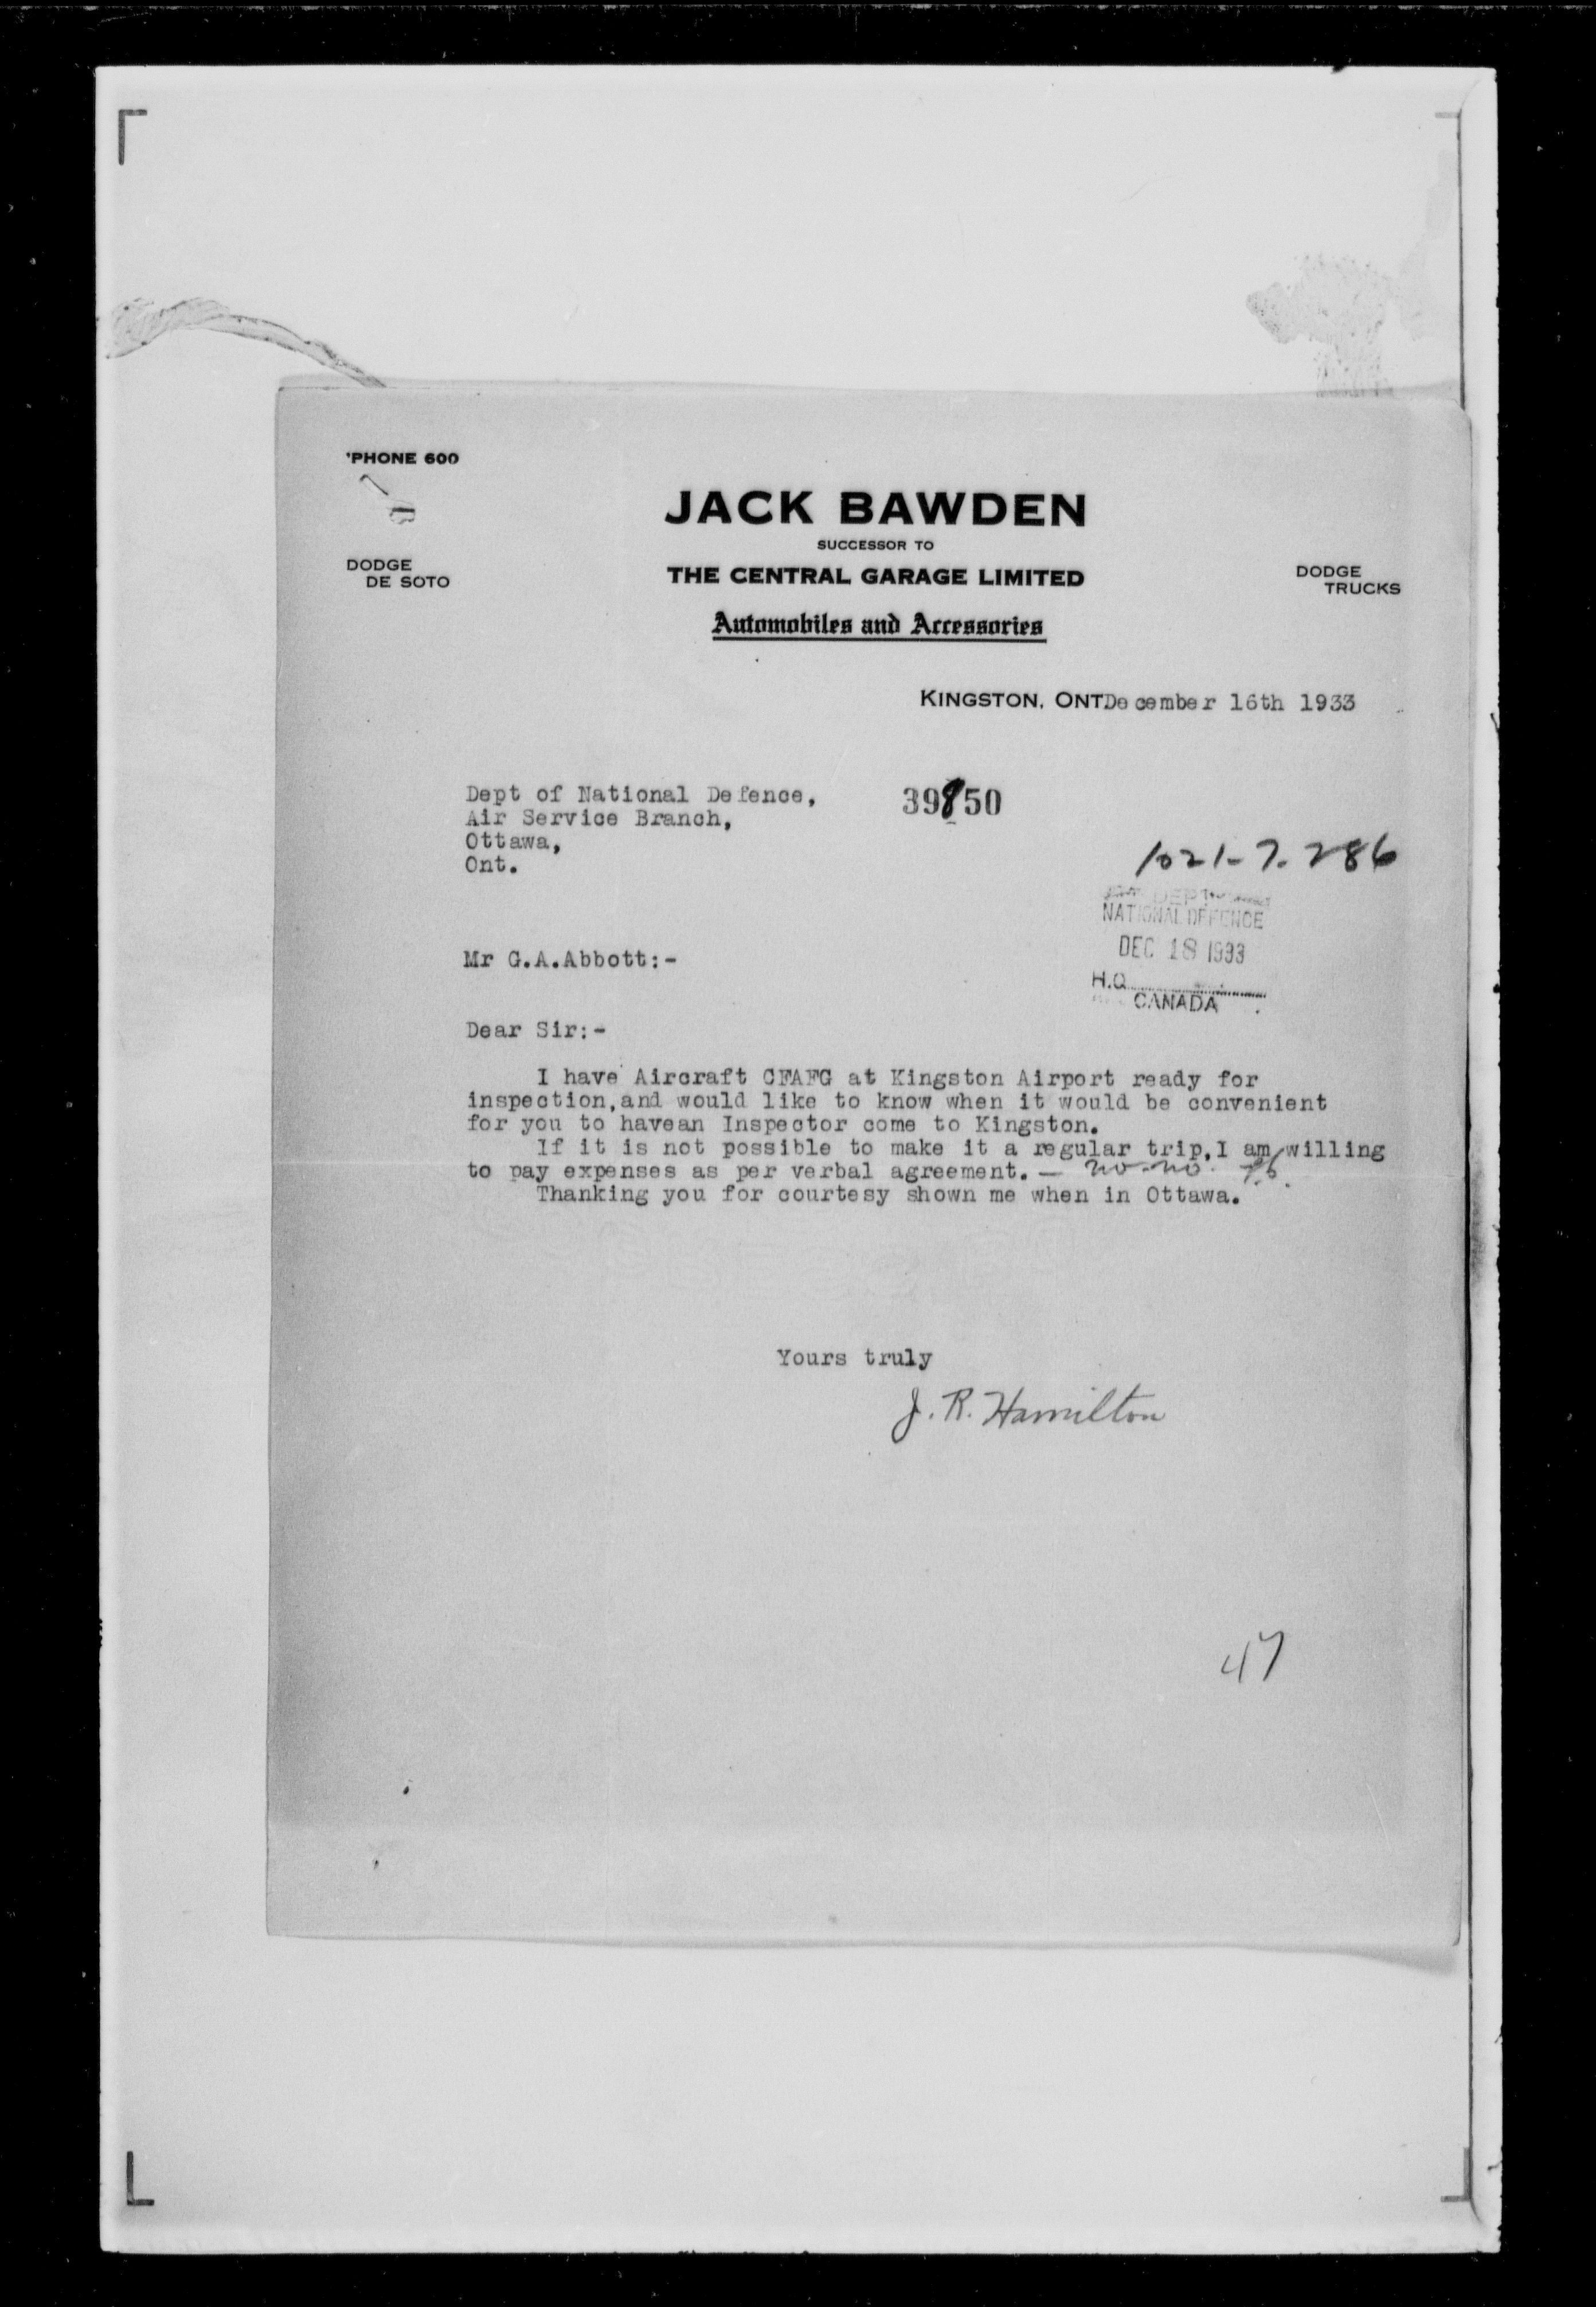 'PHONE 600
JACK BAWDEN
SUCCESSOR TO
DODGE
DE SOTO
THE CENTRAL GARAGE LIMITED
DODGE
TRUCKS
Automobiles and Accessories
KINGSTON, ONT December 16th 1933
Dept of National Defence,
Air Service Branch,
Ottawa,
Ont.
39850
1021-7.286
DEPT
NATIONAL DEFENCE
DEC 18 1933
H.Q.
CANADA
Mr G.A.Abbott:-
Dear Sir:-
I have Aircraft CFAFG at Kingston Airport ready for
inspection,and would like to know when it would be convenient
for you to havean Inspector come to Kingston.
If it is not possible to make it a regular trip,I am willing
to pay expenses as per verbal agreement. — no-no.
Thanking you for courtesy shown me when in Ottawa.
Yours truly
J. R. Hamilton
47